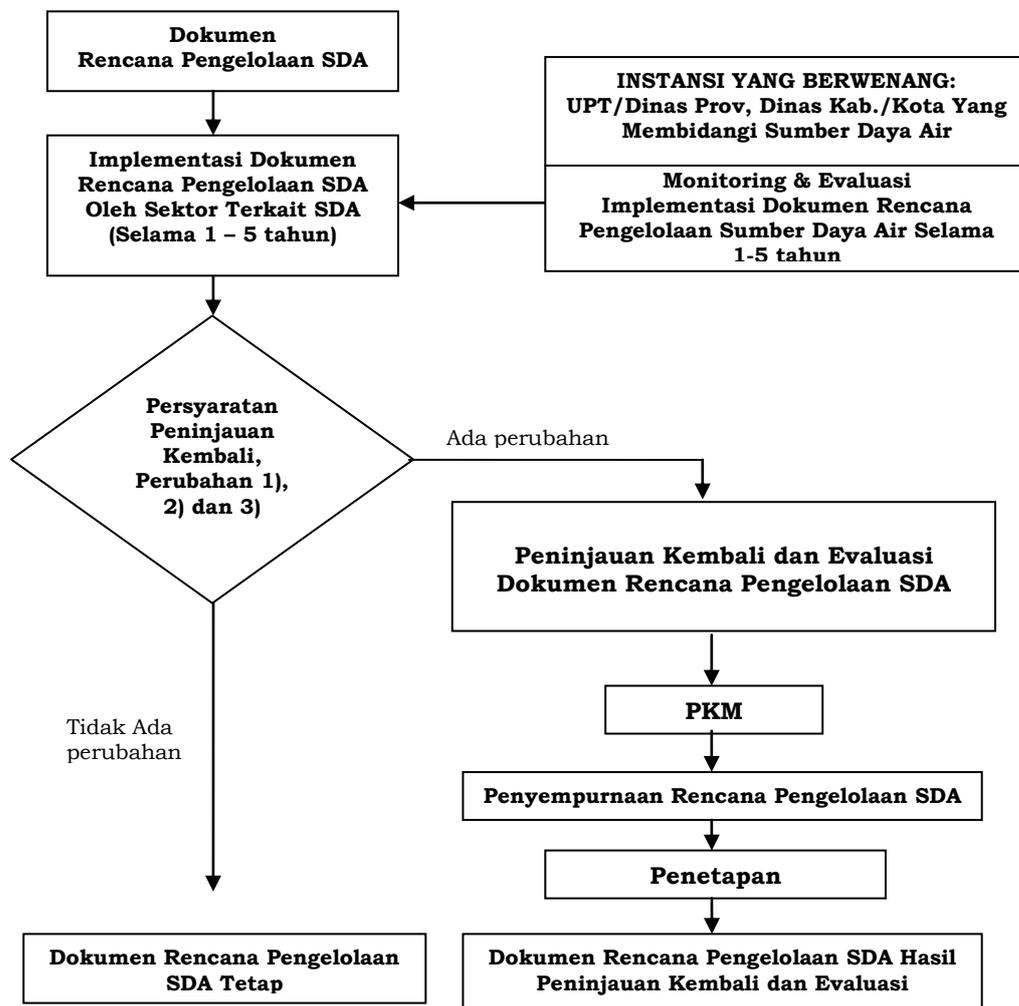 Dokumen
Rencana Pengelolaan SDA
INSTANSI YANG BERWENANG:
UPT/Dinas Prov, Dinas Kab./Kota Yang
Membidangi Sumber Daya Air
Implementasi Dokumen
Rencana Pengelolaan SDA
Oleh Sektor Terkait SDA
(Selama 1 – 5 tahun)
Monitoring & Evaluasi
Implementasi Dokumen Rencana
Pengelolaan Sumber Daya Air Selama
1-5 tahun
Persyaratan
Peninjauan
Kembali,
Perubahan 1),
2) dan 3)
Ada perubahan
Peninjauan Kembali dan Evaluasi
Dokumen Rencana Pengelolaan SDA
PKM
Tidak Ada
perubahan
Penyempurnaan Rencana Pengelolaan SDA
Penetapan
Dokumen Rencana Pengelolaan
SDA Tetap
Dokumen Rencana Pengelolaan SDA Hasil
Peninjauan Kembali dan Evaluasi